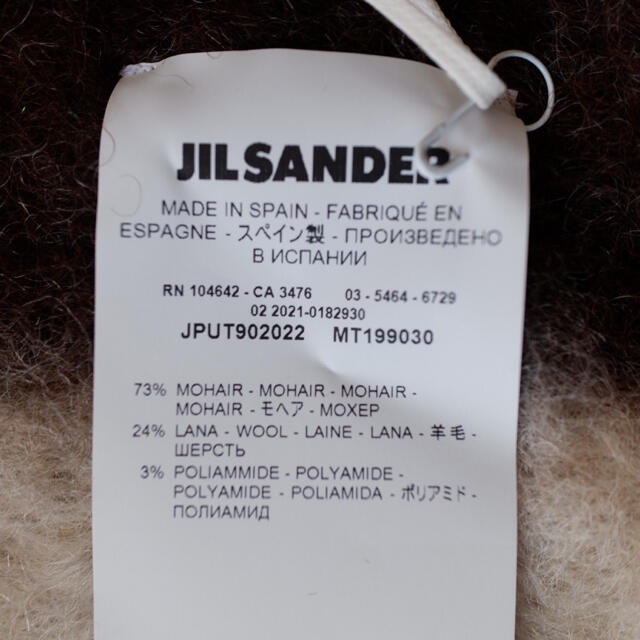 JIL SANDER
MADE IN SPAIN - FABRIQUÉ EN
ESPAGNE - スペイン製 - ПРОИЗВЕДЕНО
В ИСПАНИИ
RN 104642 - CA 3476 03 - 5464 - 6729
02 2021-0182930
JPUT902022 MT199030
73% MOHAIR - MOHAIR - MOHAIR -
MOHAIR - モヘア - МОХЕР
24% LANA - WOOL - LAINE - LANA - 羊毛 -
ШЕРСТЬ
3% POLIAMMIDE - POLYAMIDE -
POLYAMIDE - POLIAMIDA - ポリアミド -
ПОЛИАМИД